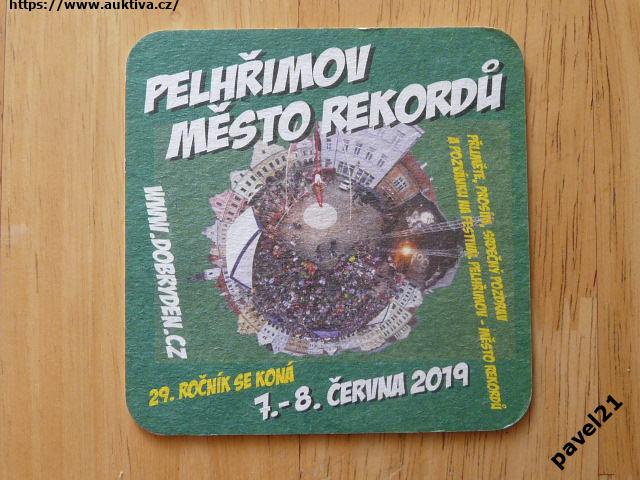 https://www.auktiva.cz/
PELHŘIMOV
MĚSTO REKORDŮ
PŘIJMĚTE, PROSÍM, SRDEČNÝ POZDRAV
A POZVÁNKU NA FESTIVAL PELHŘIMOV - MĚSTO REKORDŮ
WWW.DOBRYDEN.CZ
29. ROČNÍK SE KONÁ
7.-8. ČERVNA 2019
pavel21